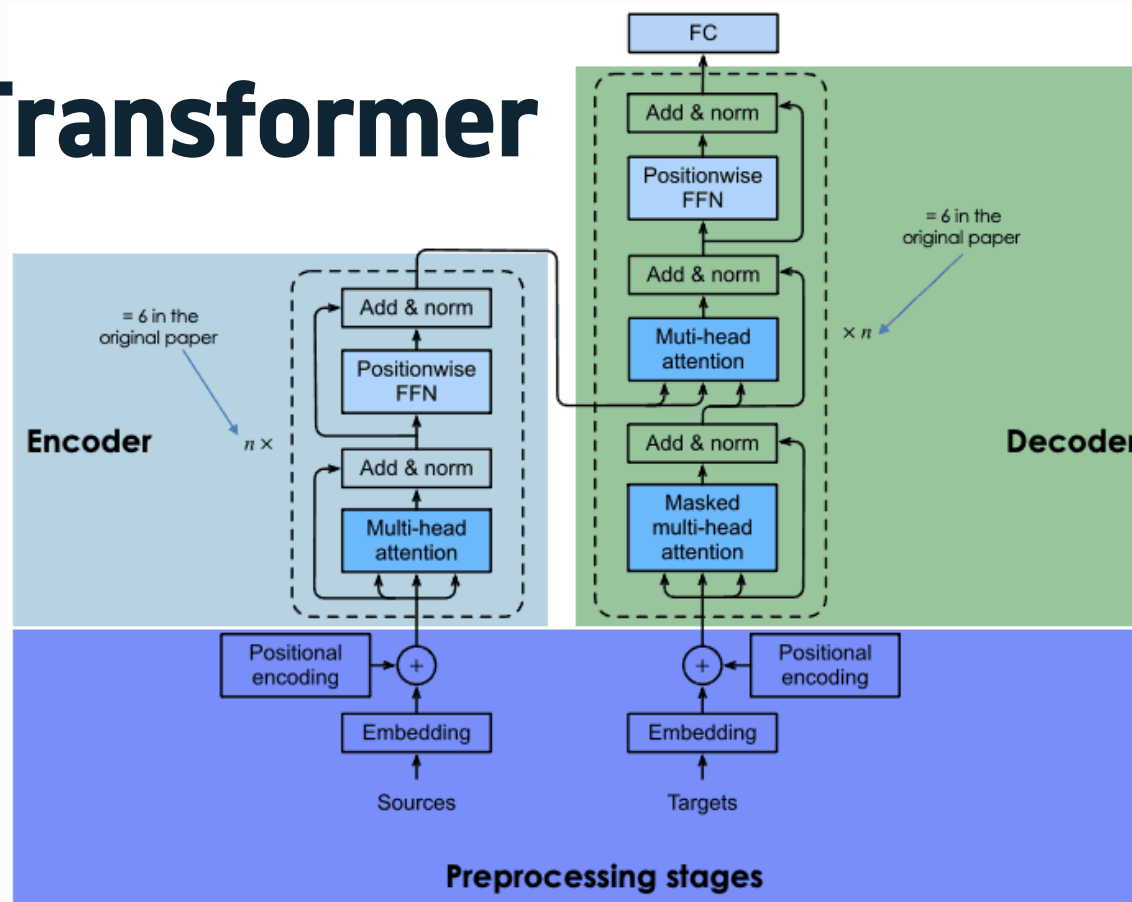 Transformer
FC
Add & norm
Positionwise
FFN
Add & norm
Muti-head
attention
Add & norm
Masked
multi-head
attention
= 6 in the
original paper
× n
Decoder
= 6 in the
original paper
n ×
Encoder
Add & norm
Positionwise
FFN
Add & norm
Multi-head
attention
Positional
encoding
+
Embedding
Sources
+
Positional
encoding
Embedding
Targets
Preprocessing stages